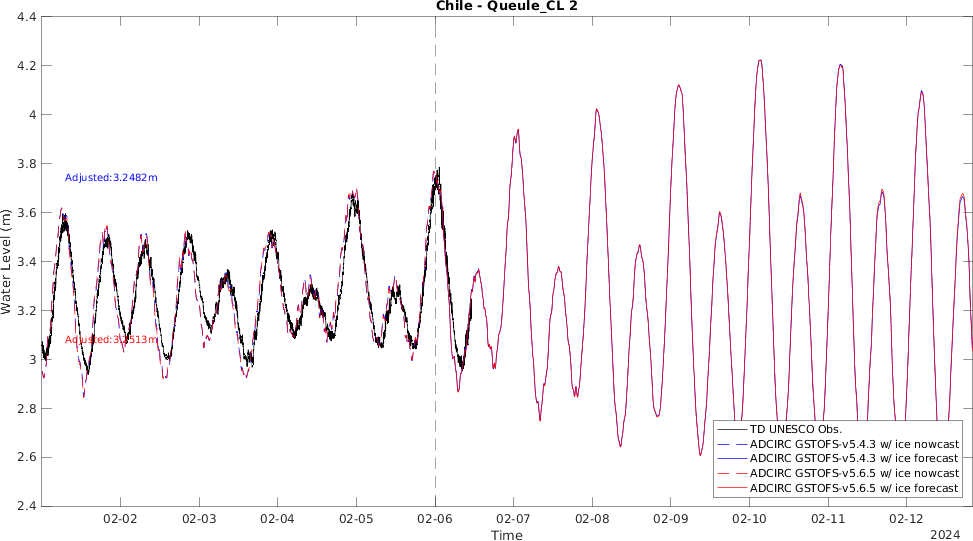 Chile - Queule_CL 2
4.4
4.2
4
3.8
3.6
3.4
3.2
3
2.8
2.6
2.4
Water Level (m)
Adjusted:3.2482m
Adjusted:3.2513m
TD UNESCO Obs.
ADCIRC GSTOFS-v5.4.3 w/ ice nowcast
ADCIRC GSTOFS-v5.4.3 w/ ice forecast
ADCIRC GSTOFS-v5.6.5 w/ ice nowcast
ADCIRC GSTOFS-v5.6.5 w/ ice forecast
02-02 02-03 02-04 02-05 02-06 02-07 02-08 02-09 02-10 02-11 02-12
Time
2024